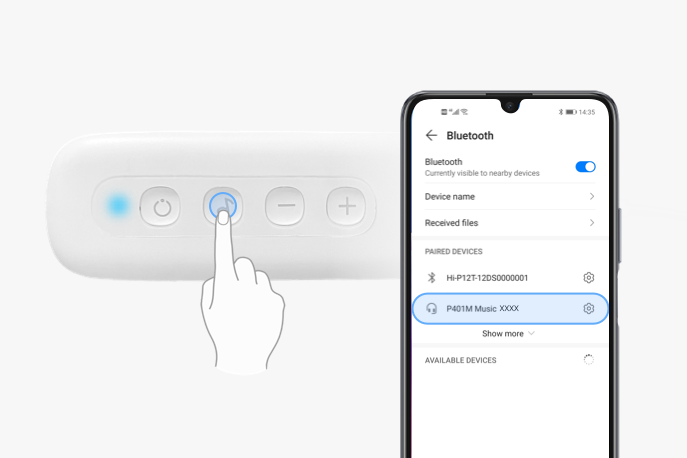 14:35
Bluetooth
Bluetooth
Currently visible to nearby devices
Device name
Received files
PAIRED DEVICES
Hi-P12T-12DS0000001
P401M Music XXXX
Show more
AVAILABLE DEVICES